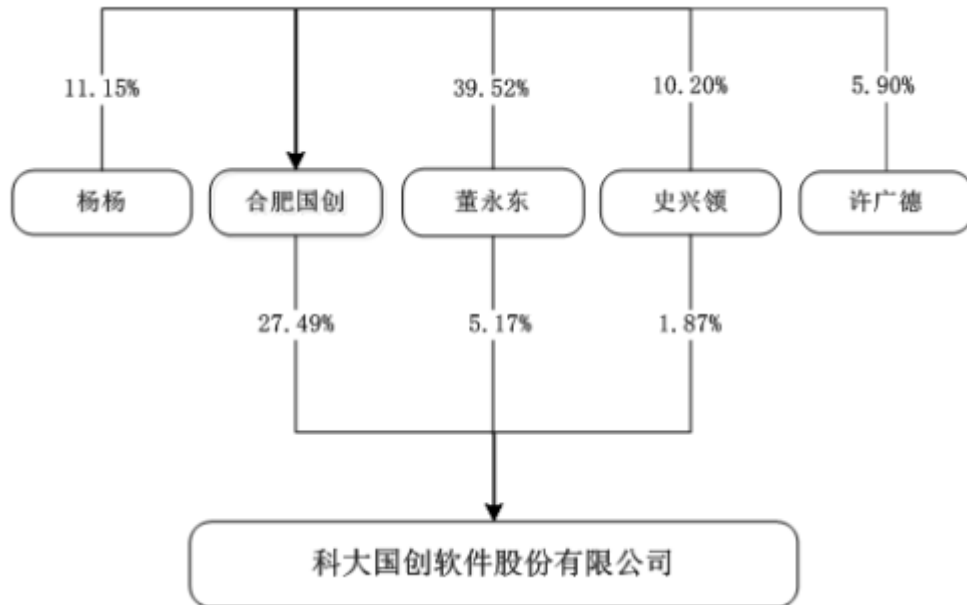 11.15%
39.52%
10.20%
5.90%
杨杨
合肥国创
董永东
史兴领
许广德
27.49%
5.17%
1.87%
科大国创软件股份有限公司